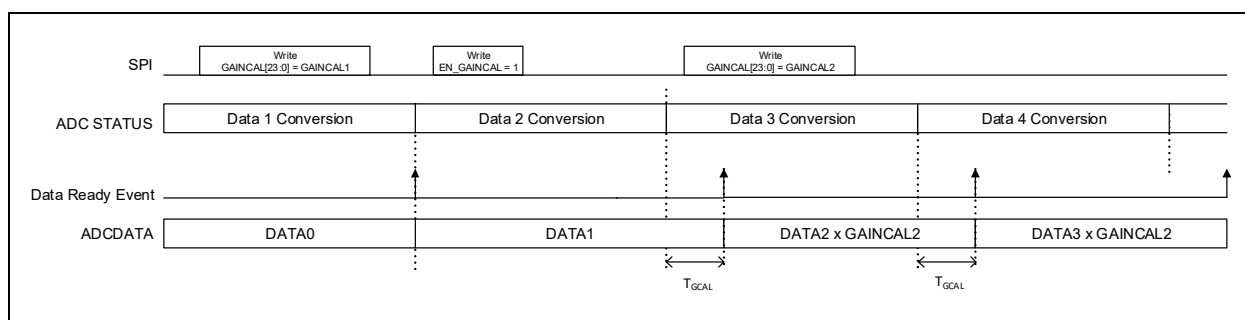 SPI
Write
GAINCAL[23:0] = GAINCAL1
Write
EN_GAINCAL = 1
Write
GAINCAL[23:0] = GAINCAL2
ADC STATUS
Data 1 Conversion
Data 2 Conversion
Data 3 Conversion
Data 4 Conversion
Data Ready Event
ADCDATA
DATA0
DATA1
DATA2 x GAINCAL2
DATA3 x GAINCAL2
TGCAL
TGCAL